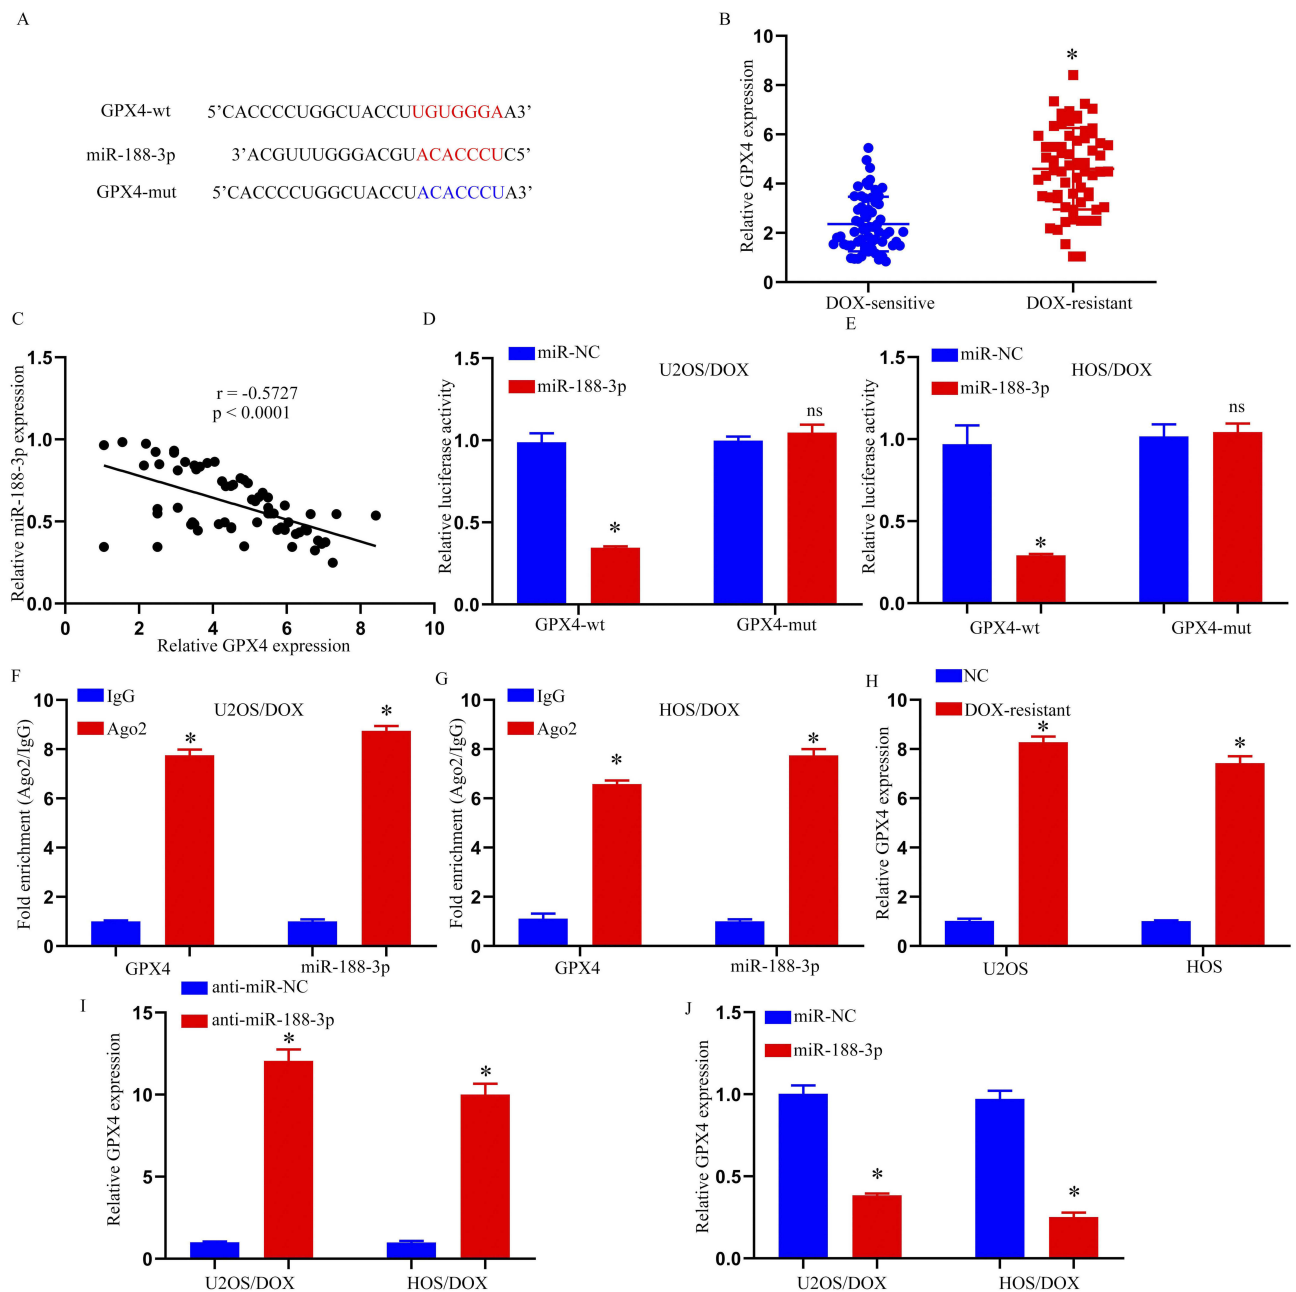 A
GPX4-wt 5’CACCCCUGGCUACCUUGUGGGAA3’
miR-188-3p 3’ACGUUUGGGACGUACACCCUC5’
GPX4-mut 5’CACCCCUGGCUACCUACACCCUA3’
B
Relative GPX4 expression
10
8
6
4
2
0
*
DOX-sensitive DOX-resistant
C
Relative miR-188-3p expression
1.5
1.0
0.5
0.0
r = -0.5727
p < 0.0001
0 2 4 6 8 10
Relative GPX4 expression
D
miR-NC
miR-188-3p
U2OS/DOX
Relative luciferase activity
1.5
1.0
0.5
0.0
*
ns
GPX4-wt GPX4-mut
E
miR-NC
miR-188-3p
HOS/DOX
Relative luciferase activity
1.5
1.0
0.5
0.0
*
ns
GPX4-wt GPX4-mut
F
IgG
Ago2
U2OS/DOX
Fold enrichment (Ago2/IgG)
10
8
6
4
2
0
*
*
GPX4 miR-188-3p
G
IgG
Ago2
HOS/DOX
Fold enrichment (Ago2/IgG)
10
8
6
4
2
0
*
*
GPX4 miR-188-3p
H
NC
DOX-resistant
Relative GPX4 expression
10
8
6
4
2
0
*
*
U2OS HOS
I
anti-miR-NC
anti-miR-188-3p
Relative GPX4 expression
15
10
5
0
*
*
U2OS/DOX HOS/DOX
J
miR-NC
miR-188-3p
Relative GPX4 expression
1.5
1.0
0.5
0.0
*
*
U2OS/DOX HOS/DOX